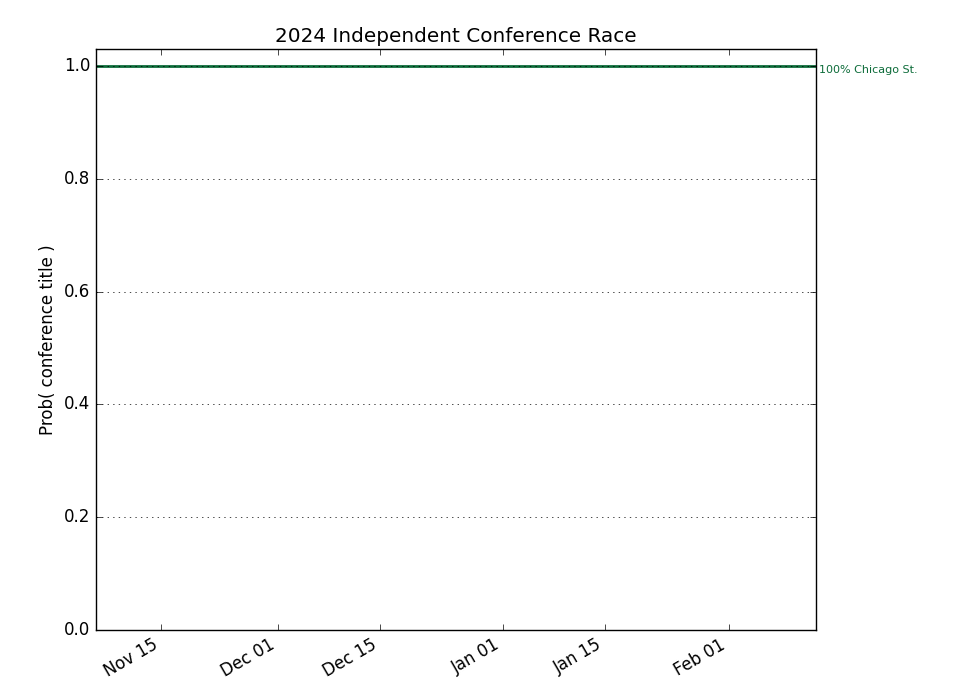 2024 Independent Conference Race
1.0
100% Chicago St.
0.8
0.6
Prob( conference title )
0.4
0.2
0.0
Nov 15
Dec 01
Dec 15
Jan 01
Jan 15
Feb 01